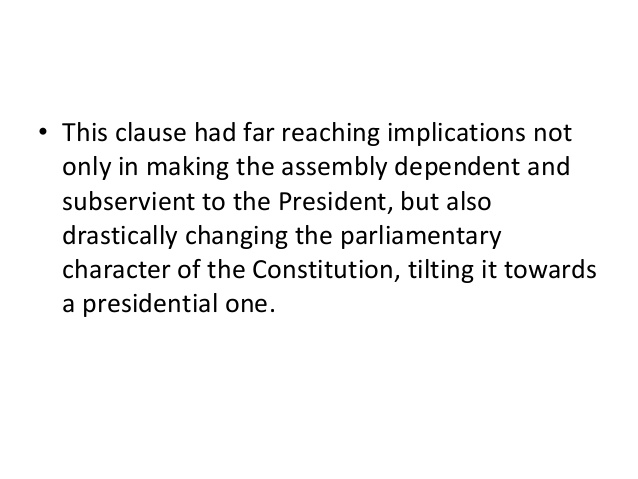 • This clause had far reaching implications not
only in making the assembly dependent and
subservient to the President, but also
drastically changing the parliamentary
character of the Constitution, tilting it towards
a presidential one.